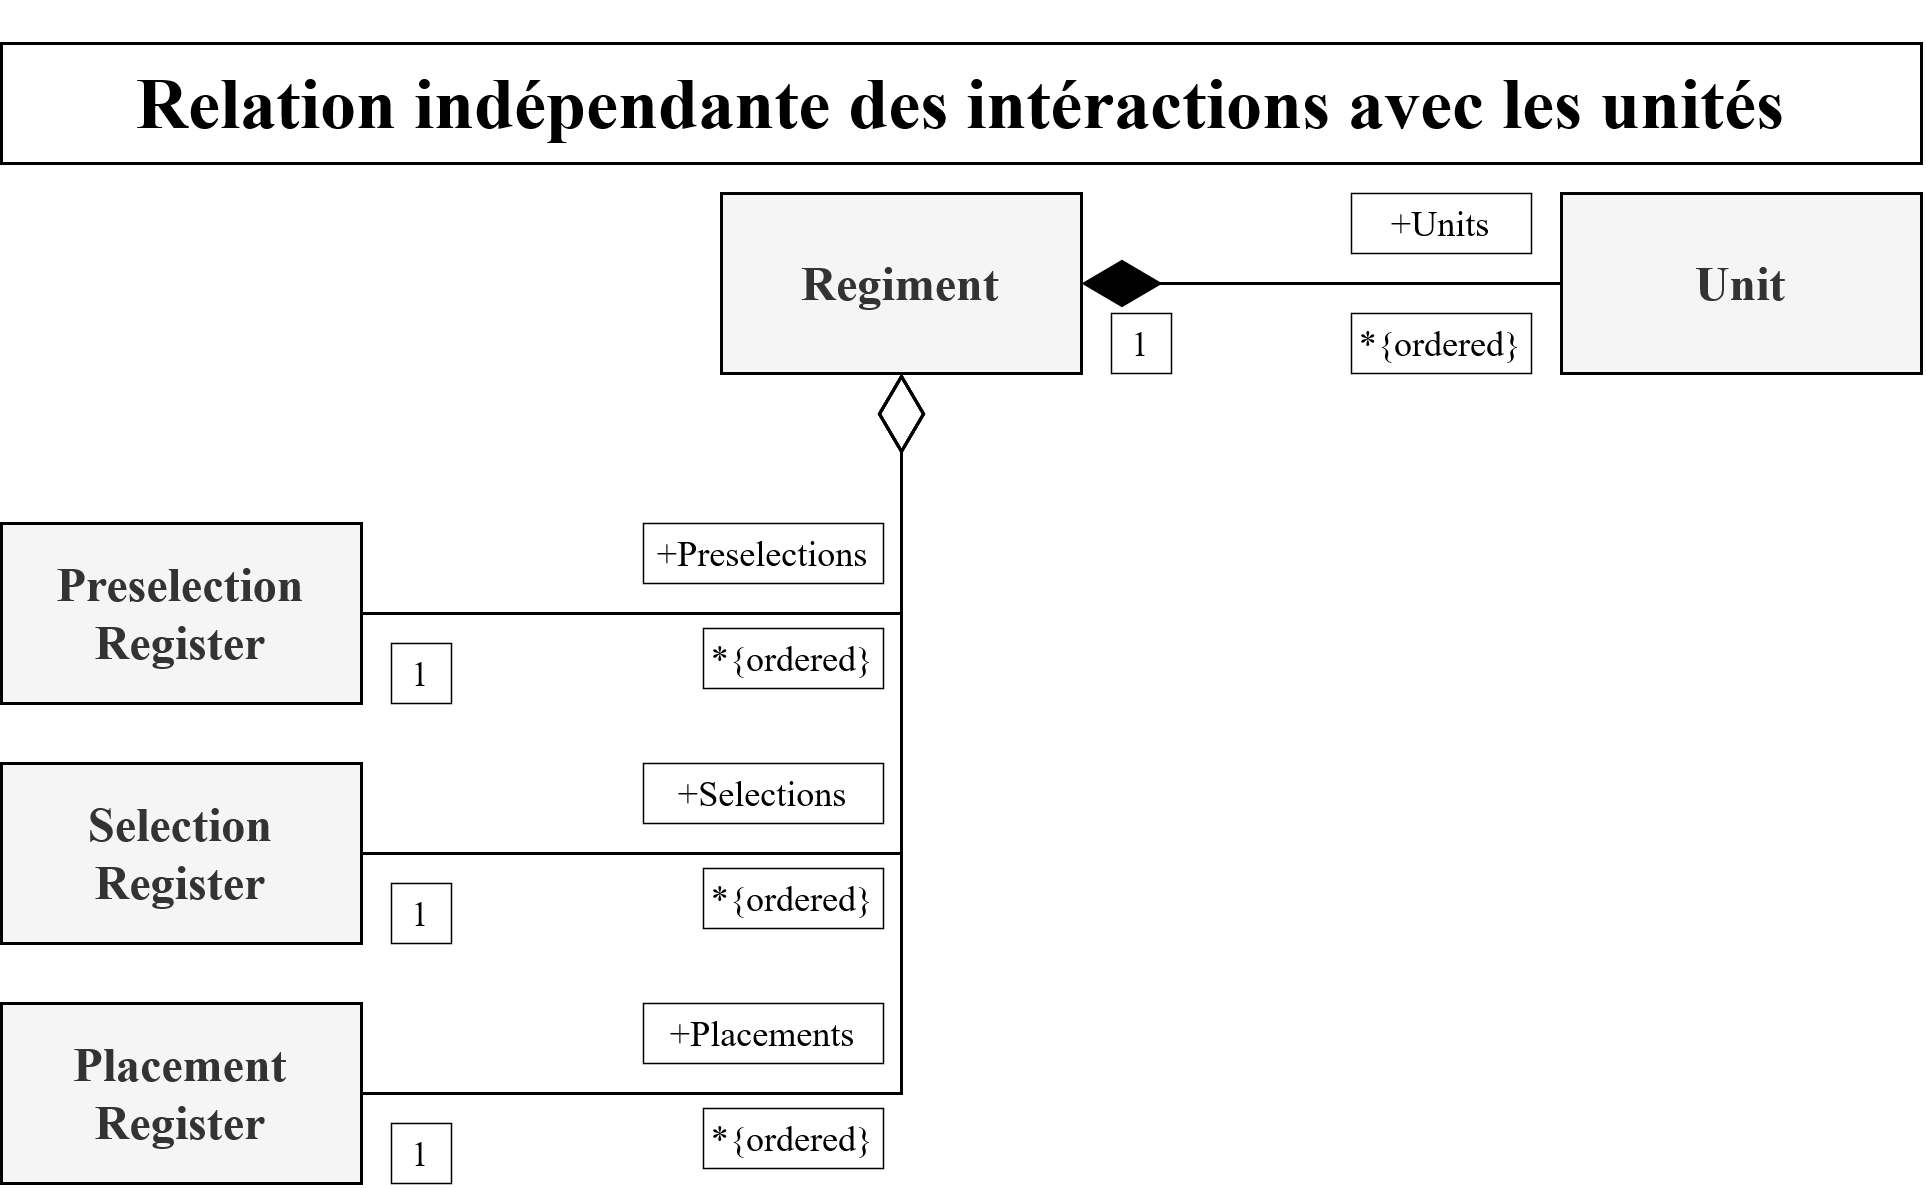 Relation indépendante des intéractions avec les unités
Regiment
+Units
Unit
1
*{ordered}
Preselection
Register
+Preselections
1
*{ordered}
Selection
Register
+Selections
1
*{ordered}
Placement
Register
+Placements
1
*{ordered}